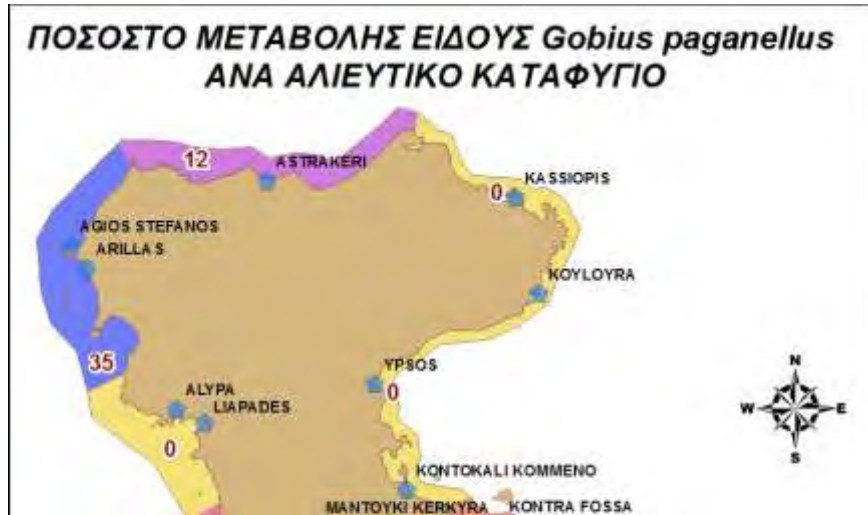 ΠΟΣΟΣΤΟ ΜΕΤΑΒΟΛΗΣ ΕΙΔΟΥΣ Gobius paganellus
ΑΝΑ ΑΛΙΕΥΤΙΚΟ ΚΑΤΑΦΥΓΙΟ
12
ASTRAKERI
KASSIOPIS
0
AGIOS STEFANOS
ARILLAS
KOYLOYRA
35
YPSOS
0
ALYPA
LIAPADES
0
N
W
E
S
KONTOKALI KOMMENO
MANTOYKI KERKYRA
KONTRA FOSSA